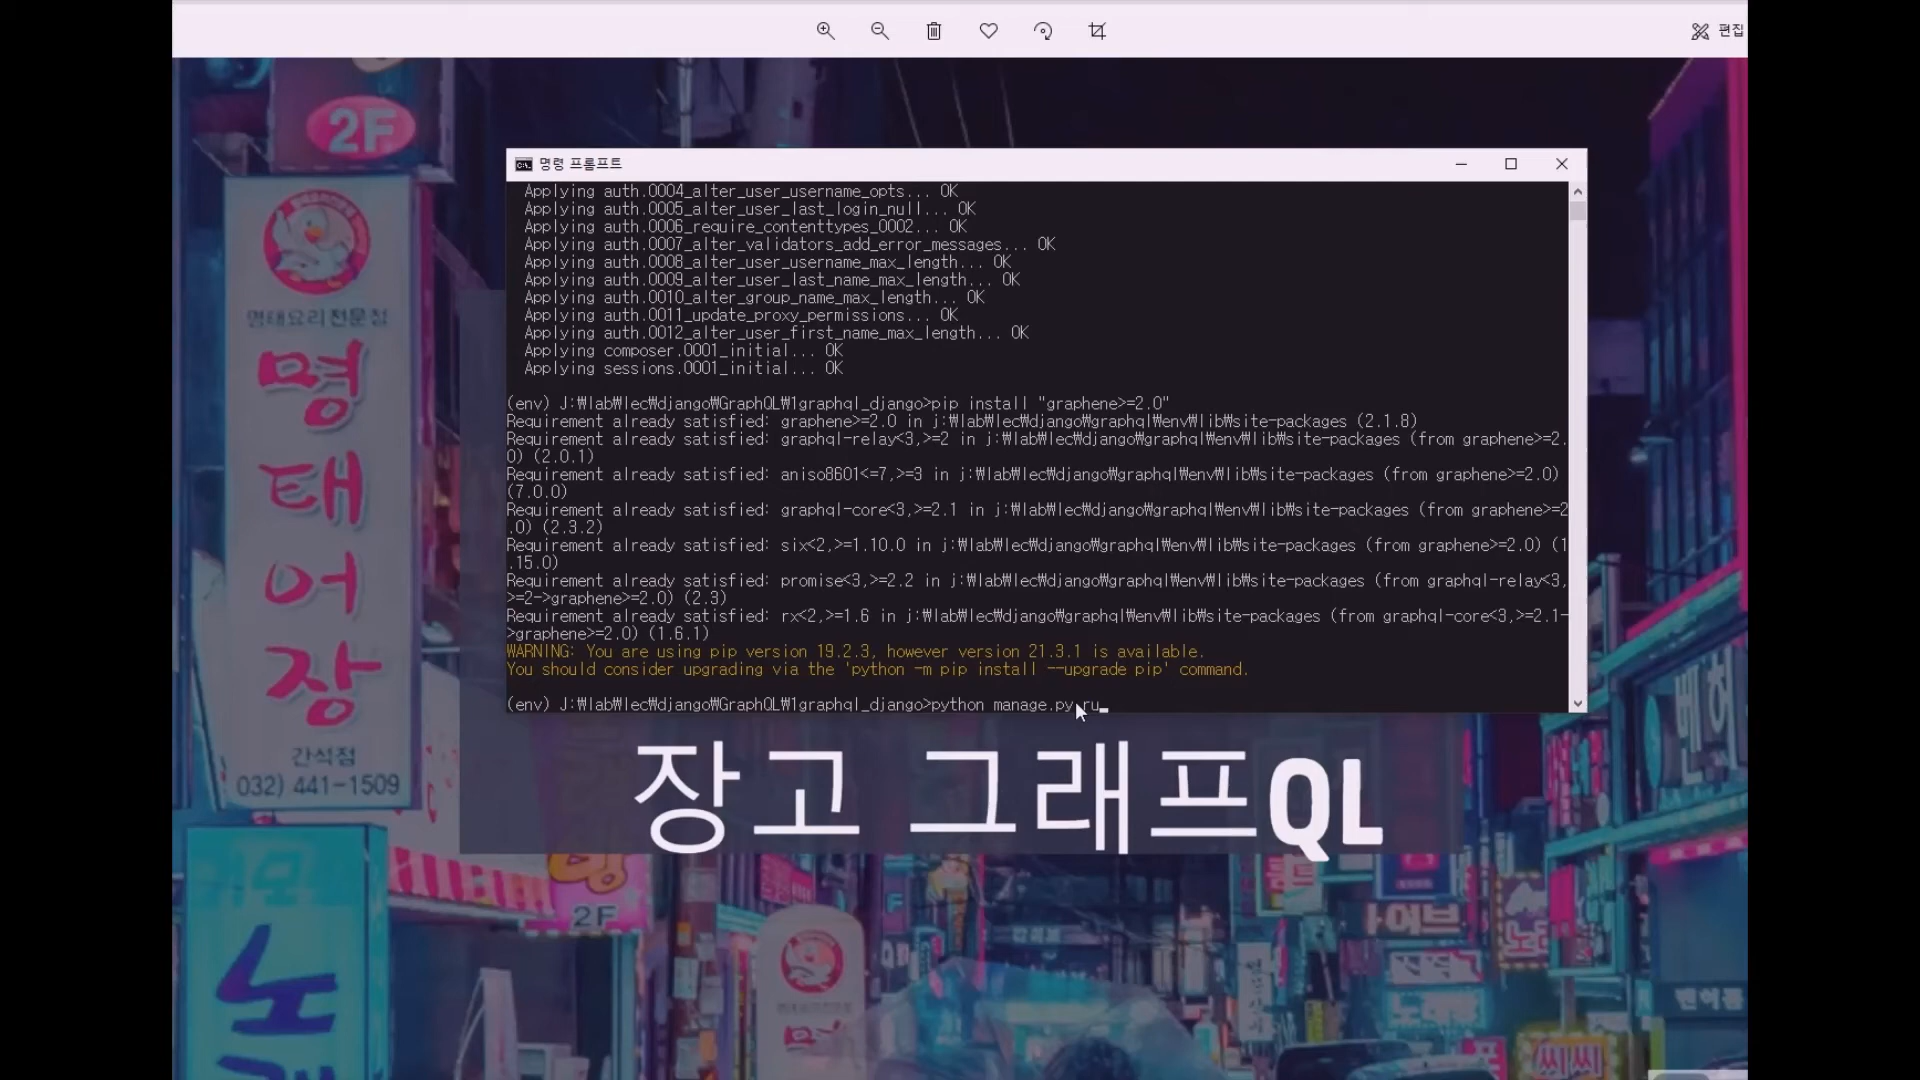 편집
2F
명태요리전문점
명태어장
간석점
032) 441-1509
노래
명령 프롬프트
Applying auth.0004_alter_user_username_opts... OK
Applying auth.0005_alter_user_last_login_null... OK
Applying auth.0006_require_contenttypes_0002... OK
Applying auth.0007_alter_validators_add_error_messages... OK
Applying auth.0008_alter_user_username_max_length... OK
Applying auth.0009_alter_user_last_name_max_length... OK
Applying auth.0010_alter_group_name_max_length... OK
Applying auth.0011_update_proxy_permissions... OK
Applying auth.0012_alter_user_first_name_max_length... OK
Applying composer.0001_initial... OK
Applying sessions.0001_initial... OK
(env) J:₩lab₩lec₩django₩GraphQL₩1graphql_django>pip install "graphene>=2.0"
Requirement already satisfied: graphene>=2.0 in j:₩lab₩lec₩django₩graphql₩env₩lib₩site-packages (2.1.8)
Requirement already satisfied: graphql-relay<3,>=2 in j:₩lab₩lec₩django₩graphql₩env₩lib₩site-packages (from graphene>=2.
0) (2.0.1)
Requirement already satisfied: aniso8601<=7,>=3 in j:₩lab₩lec₩django₩graphql₩env₩lib₩site-packages (from graphene>=2.0)
(7.0.0)
Requirement already satisfied: graphql-core<3,>=2.1 in j:₩lab₩lec₩django₩graphql₩env₩lib₩site-packages (from graphene>=2
.0) (2.3.2)
Requirement already satisfied: six<2,>=1.10.0 in j:₩lab₩lec₩django₩graphql₩env₩lib₩site-packages (from graphene>=2.0) (1
.15.0)
Requirement already satisfied: promise<3,>=2.2 in j:₩lab₩lec₩django₩graphql₩env₩lib₩site-packages (from graphql-relay<3,
>=2->graphene>=2.0) (2.3)
Requirement already satisfied: rx<2,>=1.6 in j:₩lab₩lec₩django₩graphql₩env₩lib₩site-packages (from graphql-core<3,>=2.1-
>graphene>=2.0) (1.6.1)
WARNING: You are using pip version 19.2.3, however version 21.3.1 is available.
You should consider upgrading via the 'python -m pip install --upgrade pip' command.
(env) J:₩lab₩lec₩django₩GraphQL₩1graphql_django>python manage.py ru
장고 그래프QL
2F
씨씨